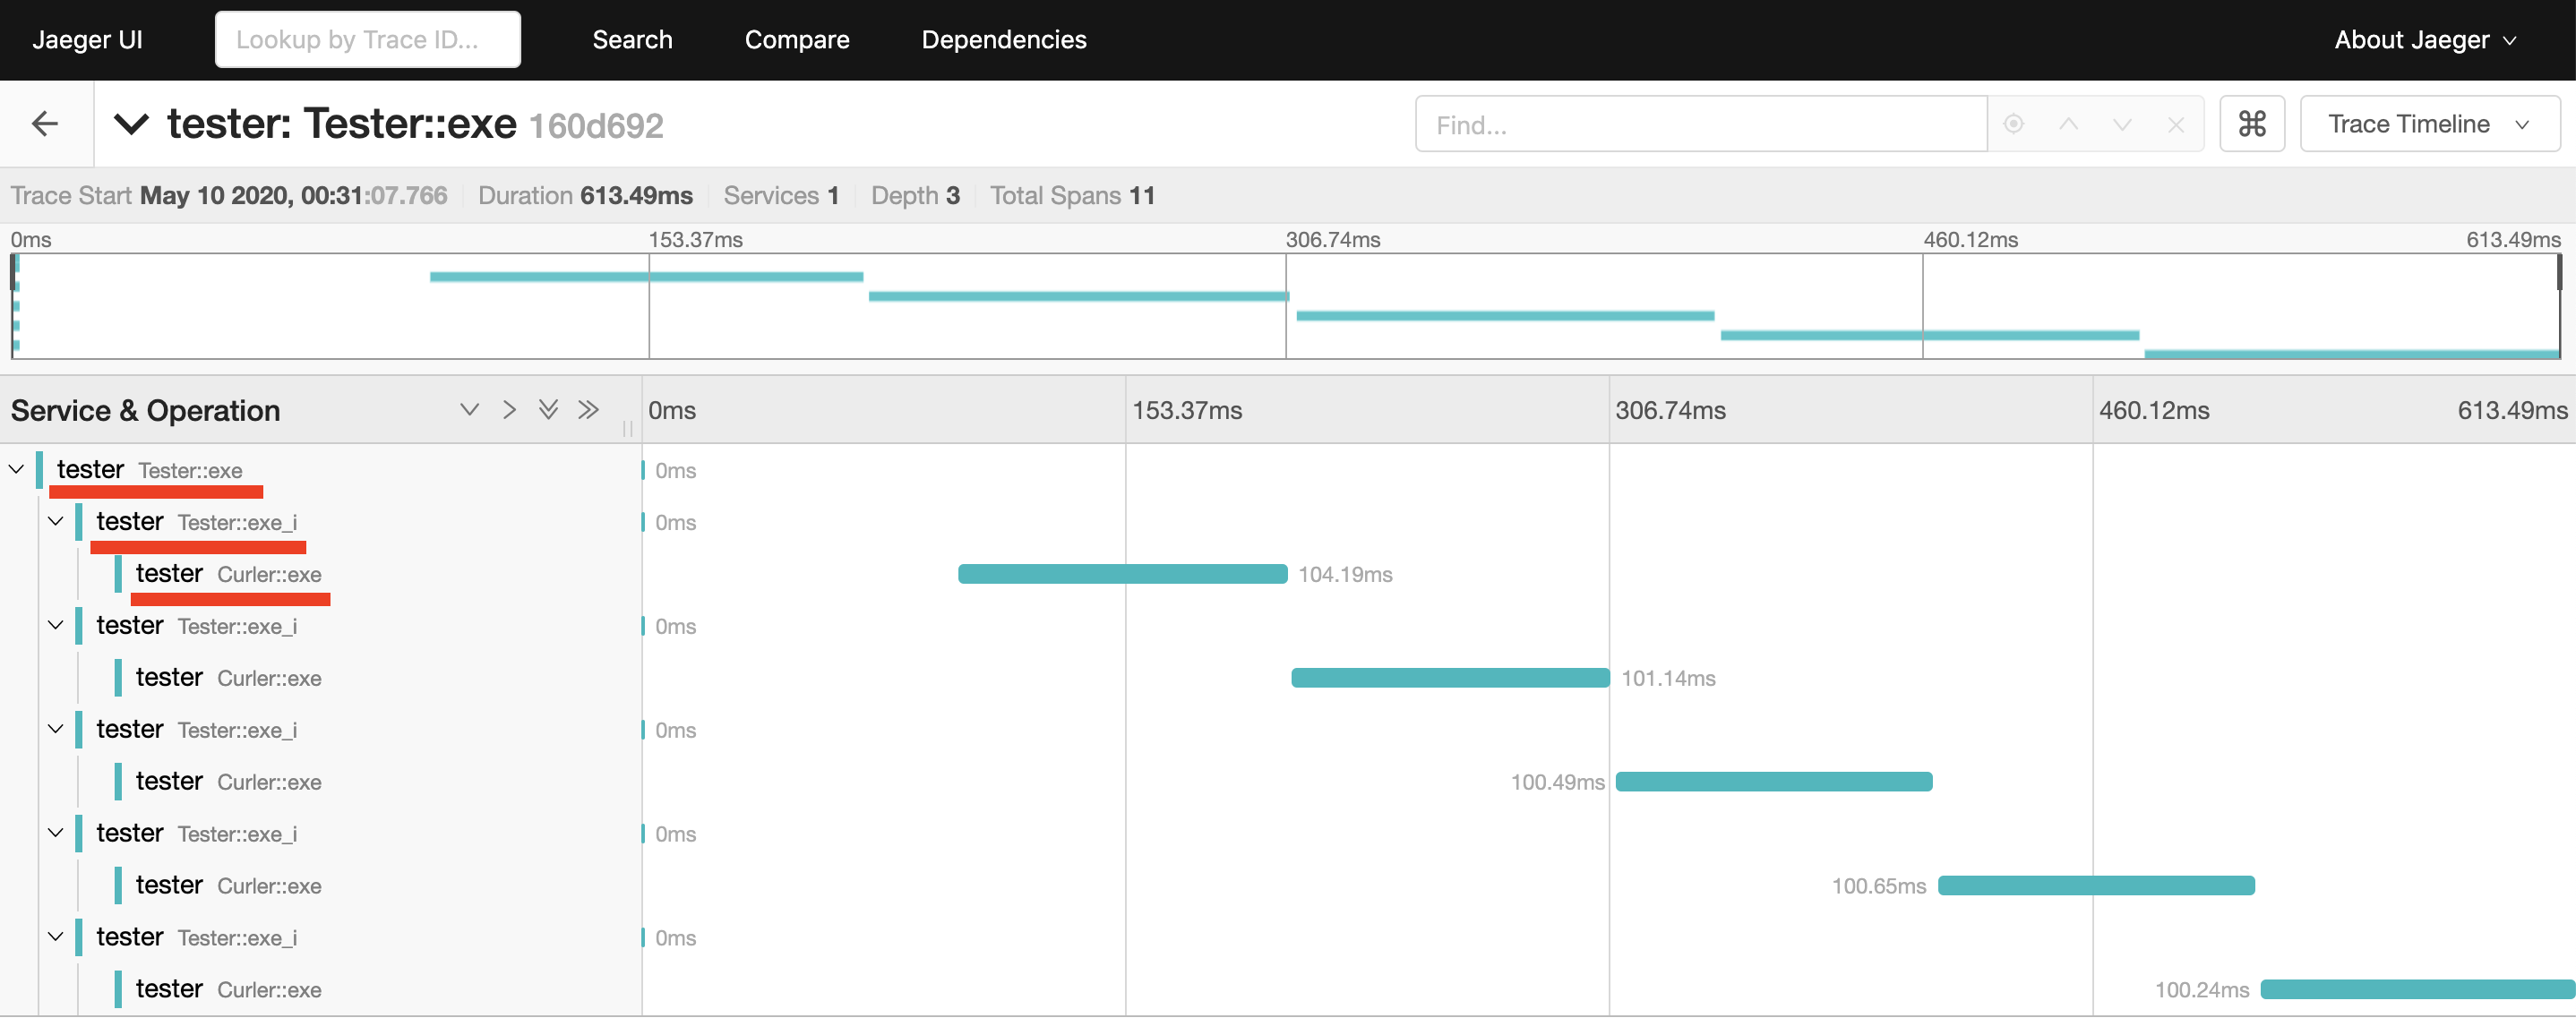 Jaeger UI Lookup by Trace ID... Search Compare Dependencies About Jaeger
tester: Tester::exe 160d692 Find... ⌘ Trace Timeline
Trace Start May 10 2020, 00:31:07.766 Duration 613.49ms Services 1 Depth 3 Total Spans 11
0ms 153.37ms 306.74ms 460.12ms 613.49ms
Service & Operation 0ms 153.37ms 306.74ms 460.12ms 613.49ms
tester Tester::exe 0ms
tester Tester::exe_i 0ms
tester Curler::exe 104.19ms
tester Tester::exe_i 0ms
tester Curler::exe 101.14ms
tester Tester::exe_i 0ms
tester Curler::exe 100.49ms
tester Tester::exe_i 0ms
tester Curler::exe 100.65ms
tester Tester::exe_i 0ms
tester Curler::exe 100.24ms